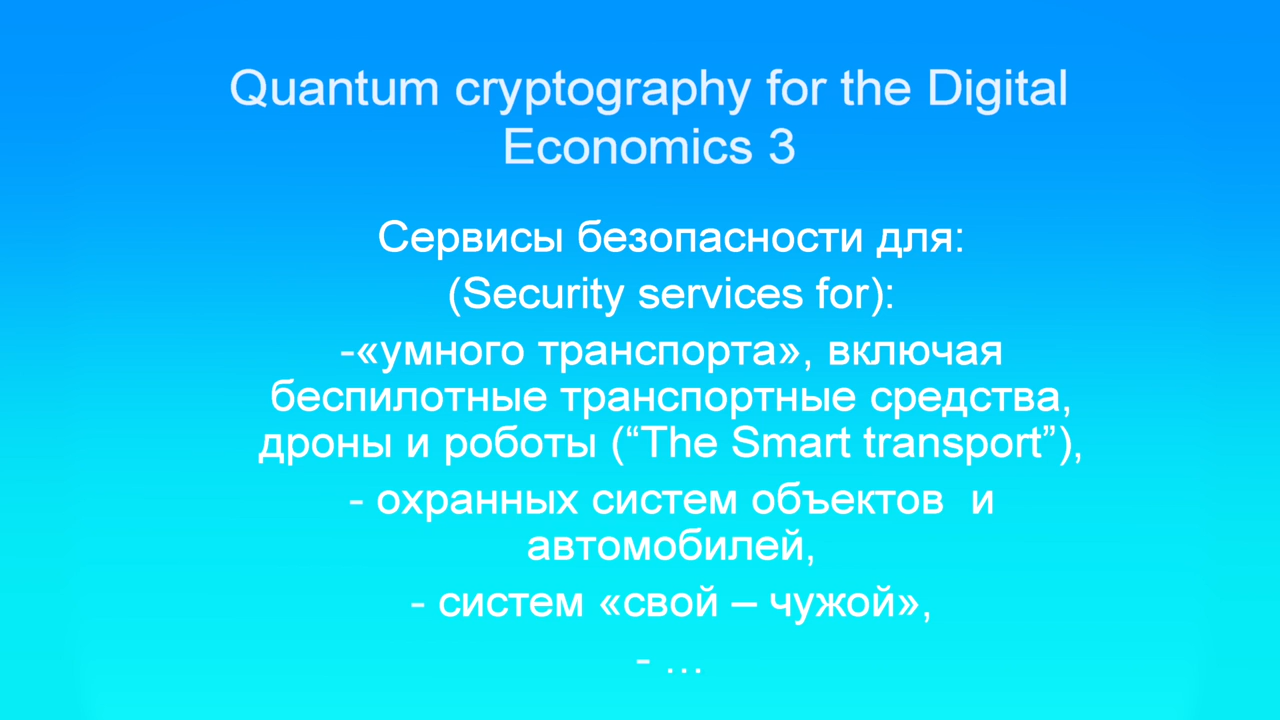 Quantum cryptography for the Digital
Economics 3
Сервисы безопасности для:
(Security services for):
-«умного транспорта», включая
беспилотные транспортные средства,
дроны и роботы (“The Smart transport”),
- охранных систем объектов  и
автомобилей,
- систем «свой – чужой»,
- ...